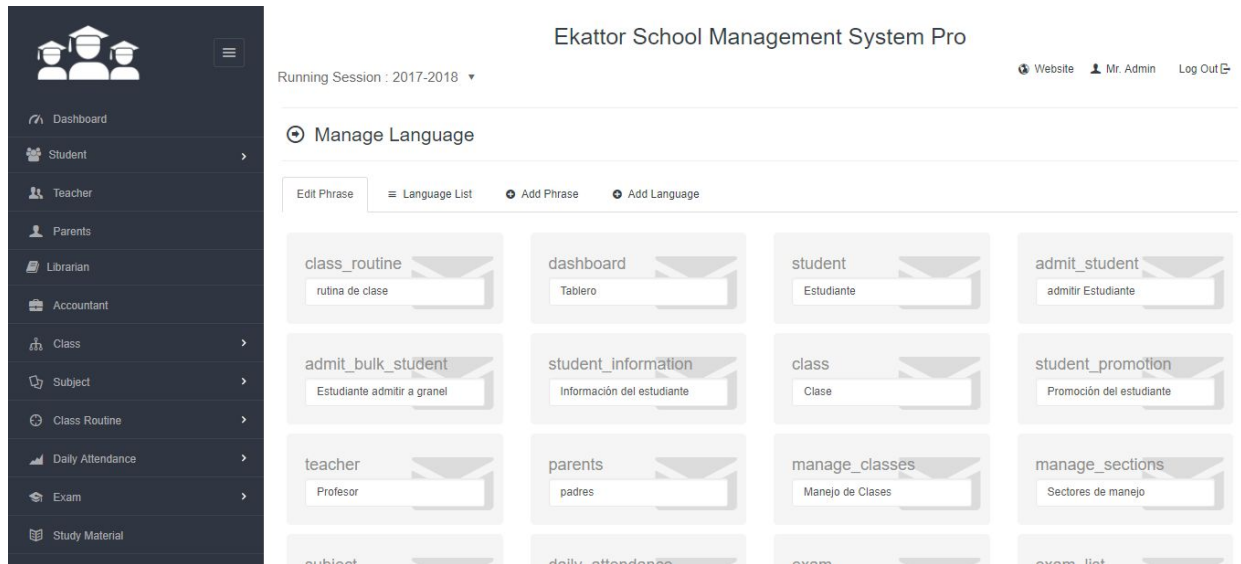 Ekattor School Management System Pro
Running Session : 2017-2018
Website Mr. Admin Log Out
Dashboard
Student
Teacher
Parents
Librarian
Accountant
Class
Subject
Class Routine
Daily Attendance
Exam
Study Material
Manage Language
Edit Phrase Language List Add Phrase Add Language
class_routine dashboard student admit_student
rutina de clase Tablero Estudiante admitir Estudiante
admit_bulk_student student_information class student_promotion
Estudiante admitir a granel Información del estudiante Clase Promoción del estudiante
teacher parents manage_classes manage_sections
Profesor padres Manejo de Clases Sectores de manejo
subject daily_attendance exam exam_list